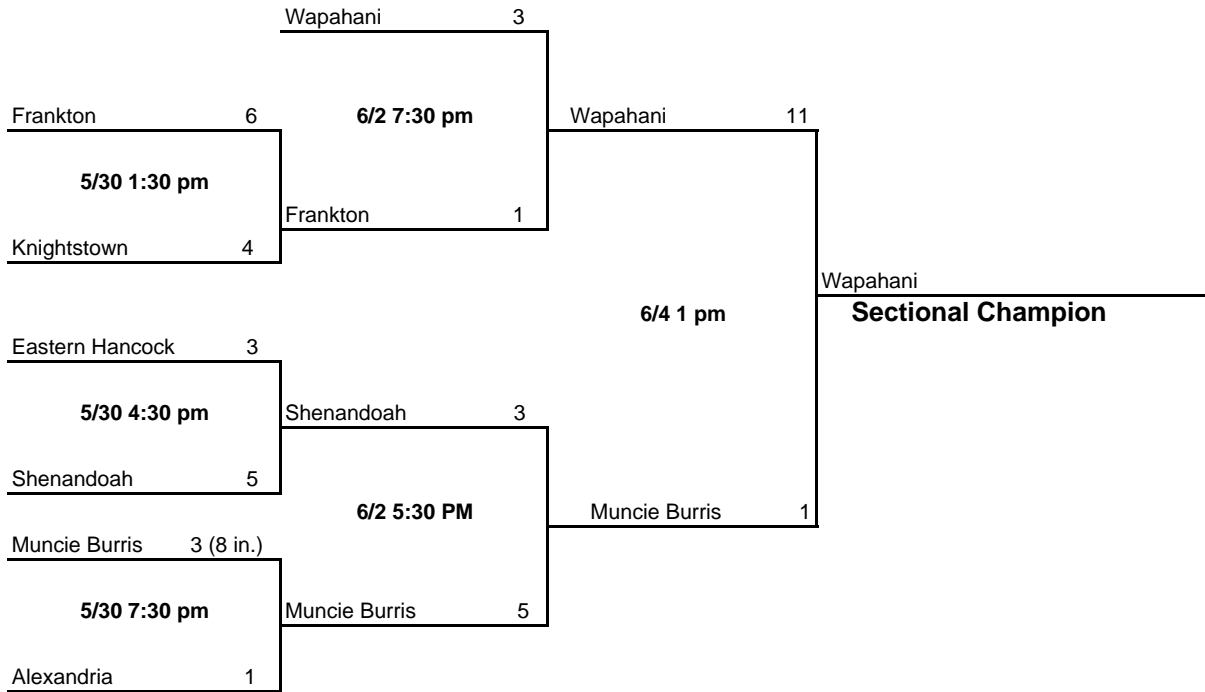 Wapahani 3
Frankton 6
6/2 7:30 pm
Wapahani 11
5/30 1:30 pm
Frankton 1
Knightstown 4
Wapahani
6/4 1 pm
Sectional Champion
Eastern Hancock 3
5/30 4:30 pm
Shenandoah 3
Shenandoah 5
6/2 5:30 PM
Muncie Burris 1
Muncie Burris 3 (8 in.)
5/30 7:30 pm
Muncie Burris 5
Alexandria 1